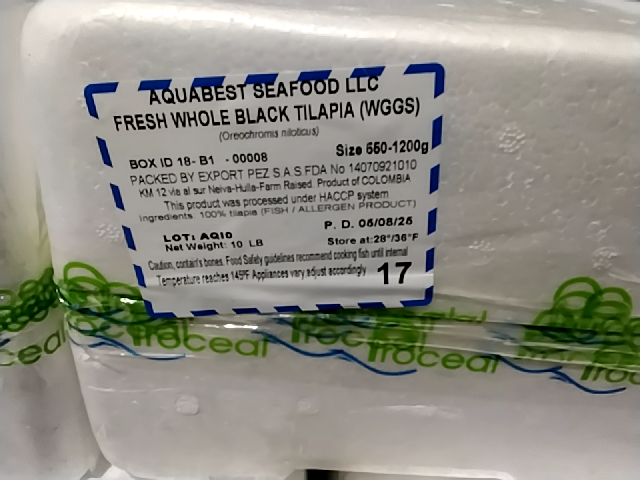 AQUABEST SEAFOOD LLC
FRESH WHOLE BLACK TILAPIA (WGGS)
(Oreochromis niloticus)
BOX ID 18- B1 - 00008 Size 550-1200g
PACKED BY EXPORT PEZ S.A.S.FDA No 14070921010
KM 12 via al sur Neiva-Huila-Farm Raised. Product of COLOMBIA
This product was processed under HACCP system
Ingredients: 100% tilapia (FISH / ALLERGEN PRODUCT)
LOT: AQ10 P. D. 05/08/25
Net Weight: 10 LB Store at:28°/36°F
Caution, contain's bones. Food Safety guidelines recommend cooking fish until internal
Temperature reaches 145ºF Appliances vary, adjust accordingly 17